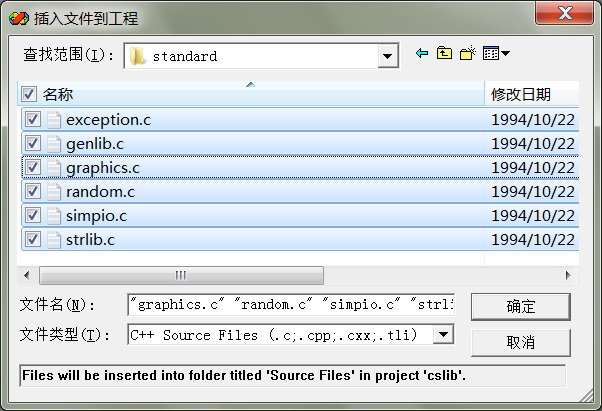 插入文件到工程
查找范围(I): standard
名称 修改日期
exception.c 1994/10/22
genlib.c 1994/10/22
graphics.c 1994/10/22
random.c 1994/10/22
simpio.c 1994/10/22
strlib.c 1994/10/22
文件名(N): "graphics.c" "random.c" "simpio.c" "strli 确定
文件类型(T): C++ Source Files (.c;.cpp;.cxx;.tli) 取消
Files will be inserted into folder titled 'Source Files' in project 'cslib'.